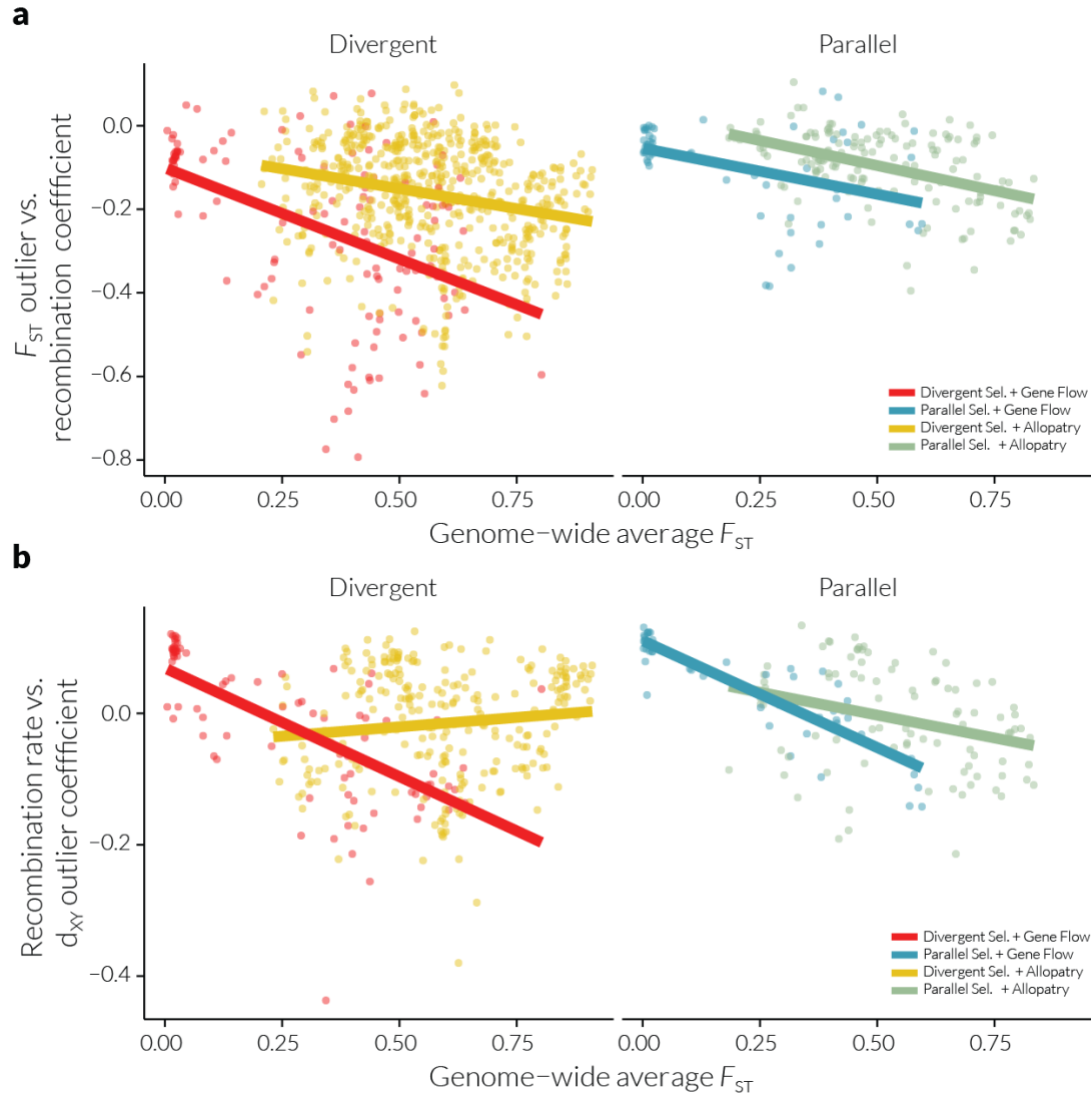 a
Divergent
Parallel
F_ST outlier vs.
recombination coefficient
0.0
−0.2
−0.4
−0.6
−0.8
Divergent Sel. + Gene Flow
Parallel Sel. + Gene Flow
Divergent Sel. + Allopatry
Parallel Sel. + Allopatry
0.00 0.25 0.50 0.75
0.00 0.25 0.50 0.75
Genome−wide average F_ST
b
Divergent
Parallel
Recombination rate vs.
d_XY outlier coefficient
0.0
−0.2
−0.4
Divergent Sel. + Gene Flow
Parallel Sel. + Gene Flow
Divergent Sel. + Allopatry
Parallel Sel. + Allopatry
0.00 0.25 0.50 0.75
0.00 0.25 0.50 0.75
Genome−wide average F_ST